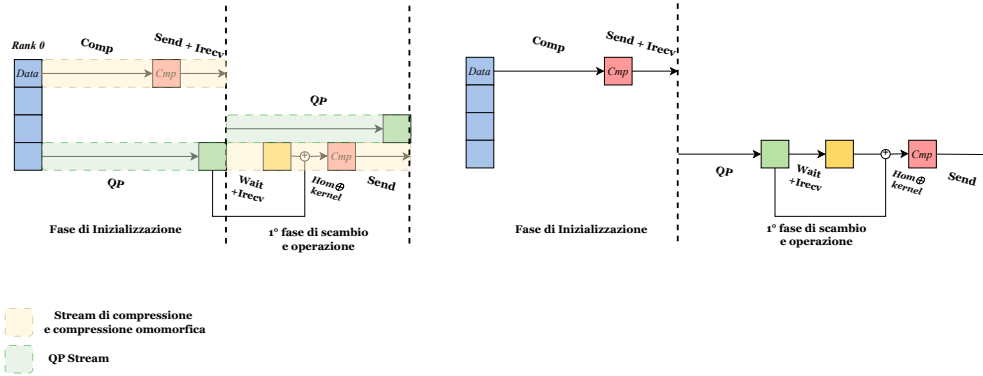 Rank 0
Comp
Send + Irecv
Data
Cmp
QP
QP
Wait
+Irecv
+
Hom⊕
kernel
Cmp
Send
Fase di Inizializzazione
1° fase di scambio
e operazione
Comp
Send + Irecv
Data
Cmp
QP
Wait
+Irecv
+
Hom⊕
kernel
Cmp
Send
Fase di Inizializzazione
1° fase di scambio
e operazione
Stream di compressione
e compressione omomorfica
QP Stream